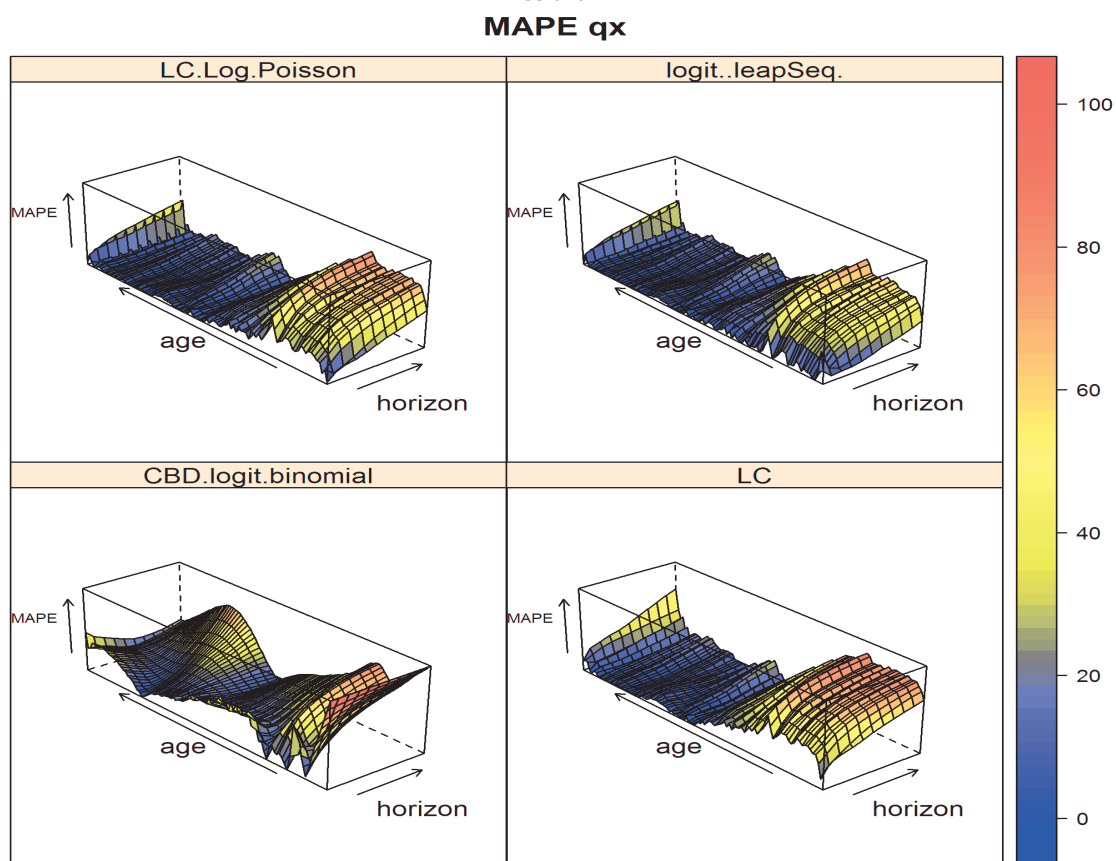 MAPE qx
LC.Log.Poisson
logit..leapSeq.
MAPE
age
horizon
MAPE
age
horizon
CBD.logit.binomial
LC
MAPE
age
horizon
MAPE
age
horizon
100
80
60
40
20
0